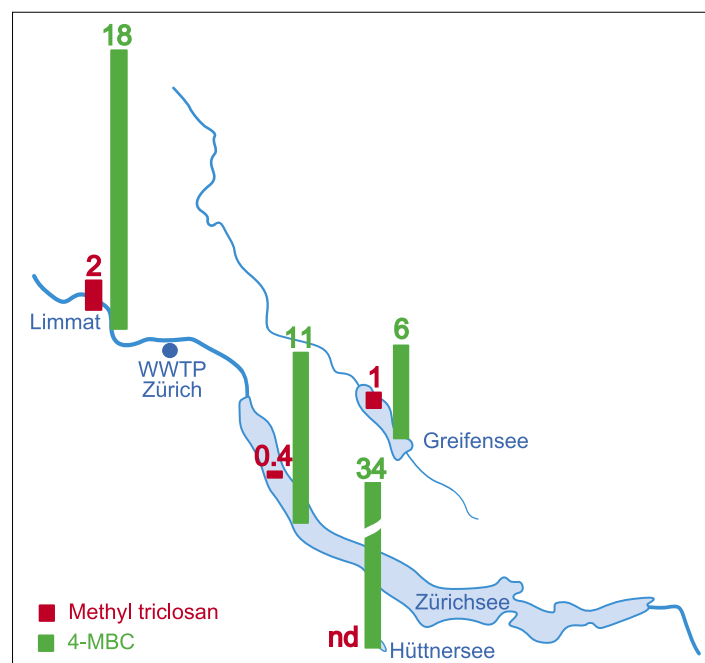 18
2
Limmat
WWTP
Zürich
11
6
1
Greifensee
0.4
34
Zürichsee
nd
Hüttnersee
Methyl triclosan
4-MBC